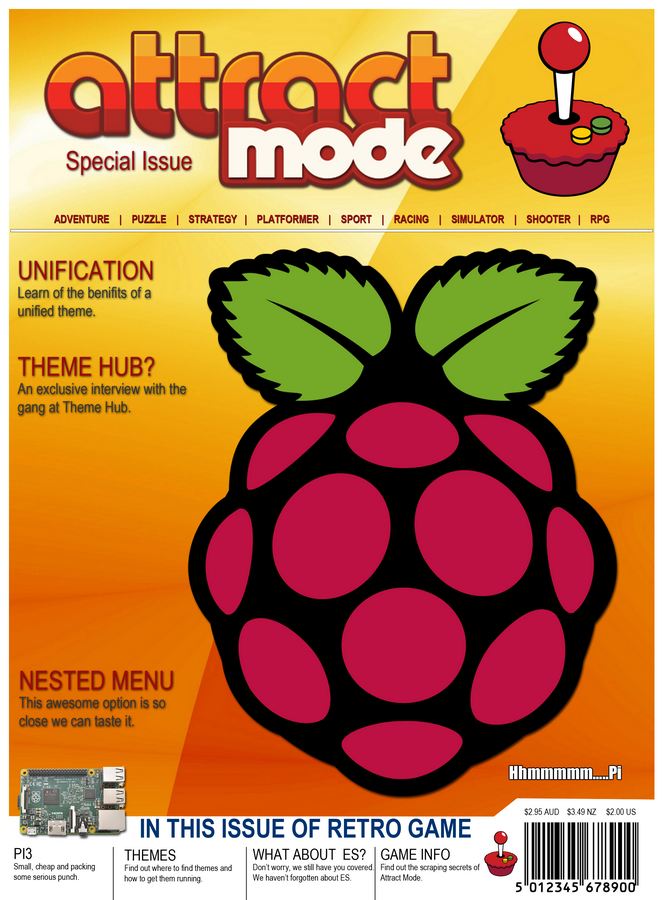 attract
mode
Special Issue
ADVENTURE | PUZZLE | STRATEGY | PLATFORMER | SPORT | RACING | SIMULATOR | SHOOTER | RPG
UNIFICATION
Learn of the benifits of a
unified theme.
THEME HUB?
An exclusive interview with the
gang at Theme Hub.
NESTED MENU
This awesome option is so
close we can taste it.
Hhmmmmm.....Pi
IN THIS ISSUE OF RETRO GAME
$2.95 AUD $3.49 NZ $2.00 US
PI3
Small, cheap and packing
some serious punch.
THEMES
Find out where to find themes and
how to get them running.
WHAT ABOUT ES?
Don't worry, we still have you covered.
We haven't forgotten about ES.
GAME INFO
Find out the scraping secrets of
Attract Mode.
5 012345 678900